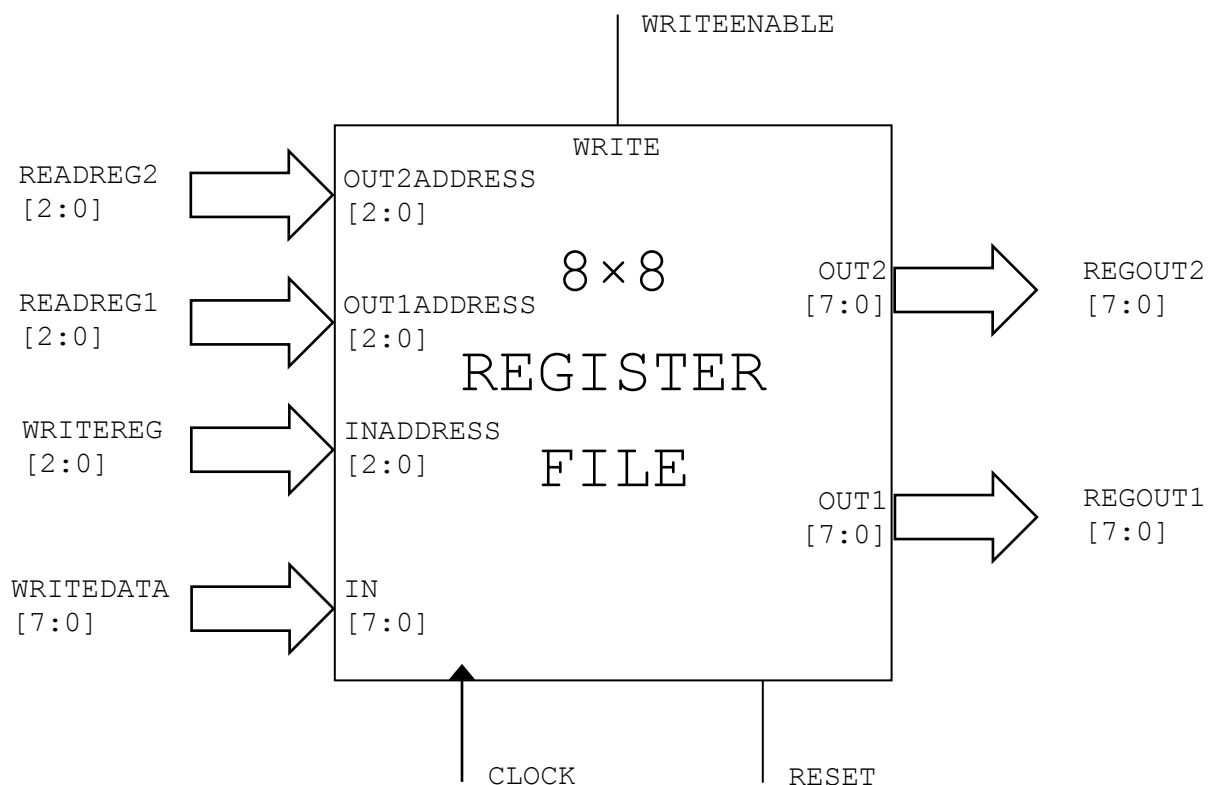 WRITEENABLE
WRITE
READREG2
[2:0]
OUT2ADDRESS
[2:0]
8×8
REGISTER
FILE
READREG1
[2:0]
OUT1ADDRESS
[2:0]
WRITEREG
[2:0]
INADDRESS
[2:0]
WRITEDATA
[7:0]
IN
[7:0]
OUT2
[7:0]
REGOUT2
[7:0]
OUT1
[7:0]
REGOUT1
[7:0]
CLOCK
RESET